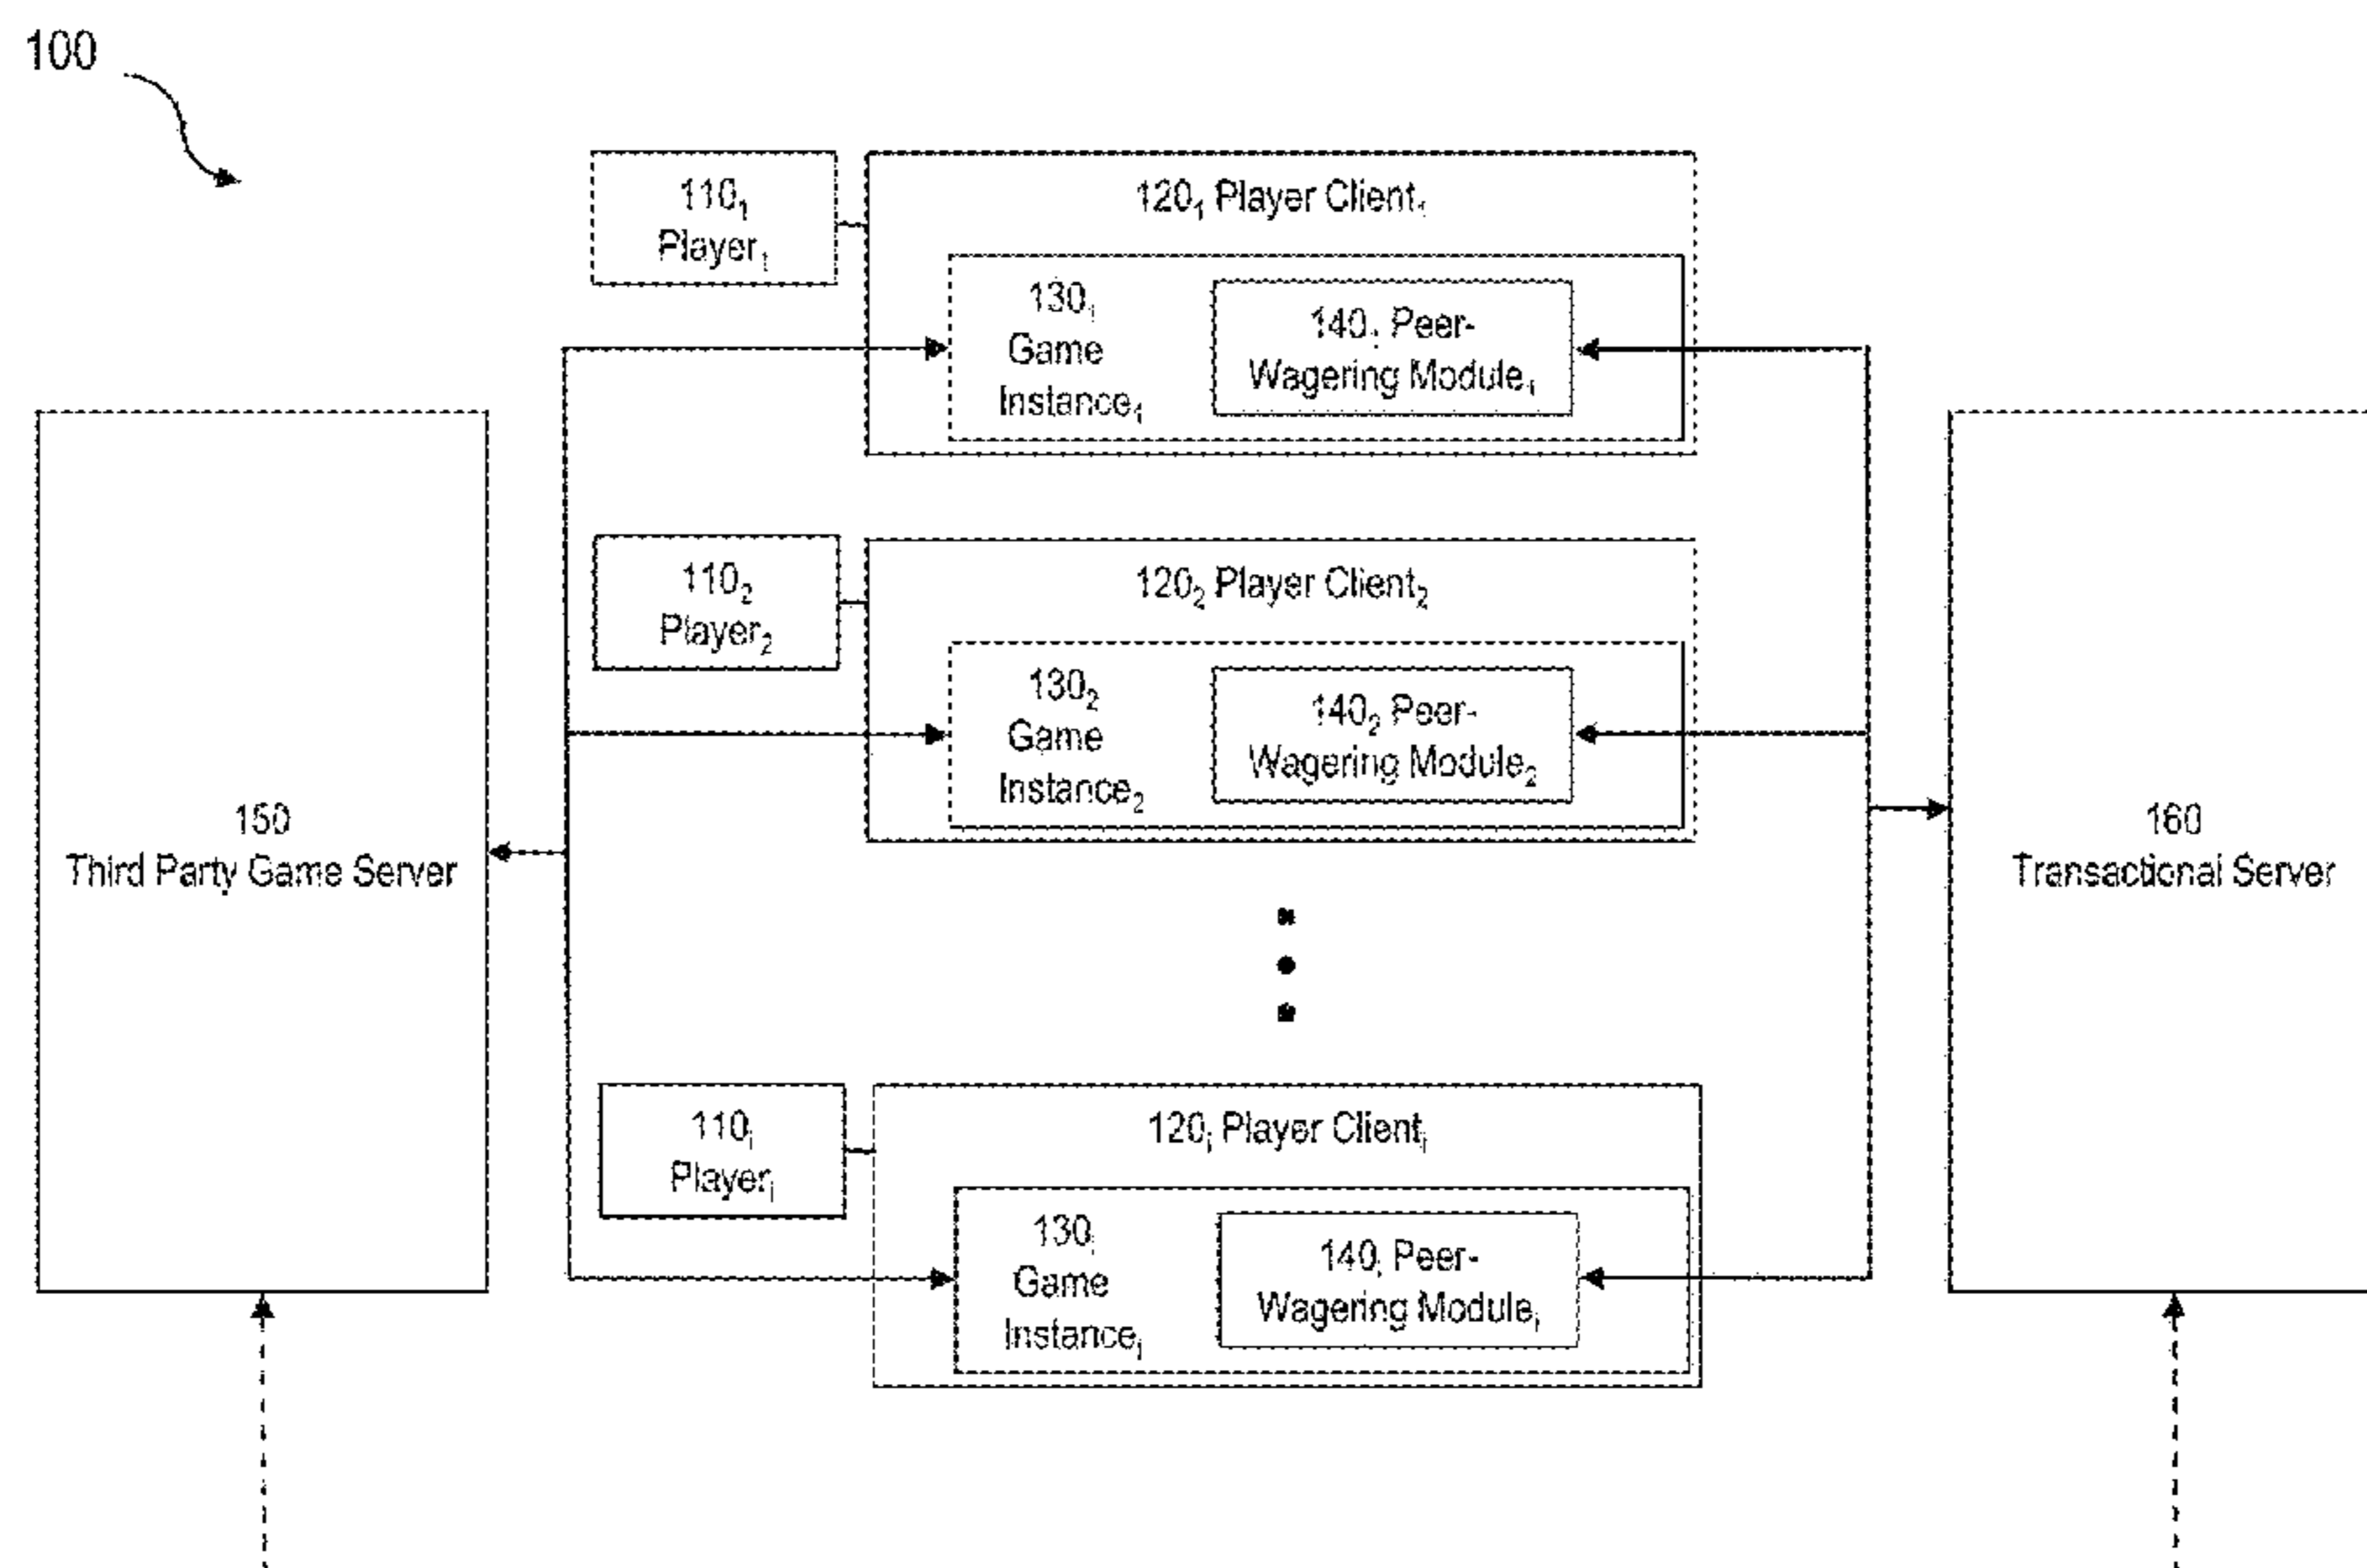 100
110₁
Player₁
120₁ Player Client₁
130₁
Game
Instance₁
140₁ Peer-
Wagering Module₁
110₂
Player₂
120₂ Player Client₂
130₂
Game
Instance₂
140₂ Peer-
Wagering Module₂
150
Third Party Game Server
160
Transactional Server
110ᵢ
Playerᵢ
120ᵢ Player Clientᵢ
130ᵢ
Game
Instanceᵢ
140ᵢ Peer-
Wagering Moduleᵢ